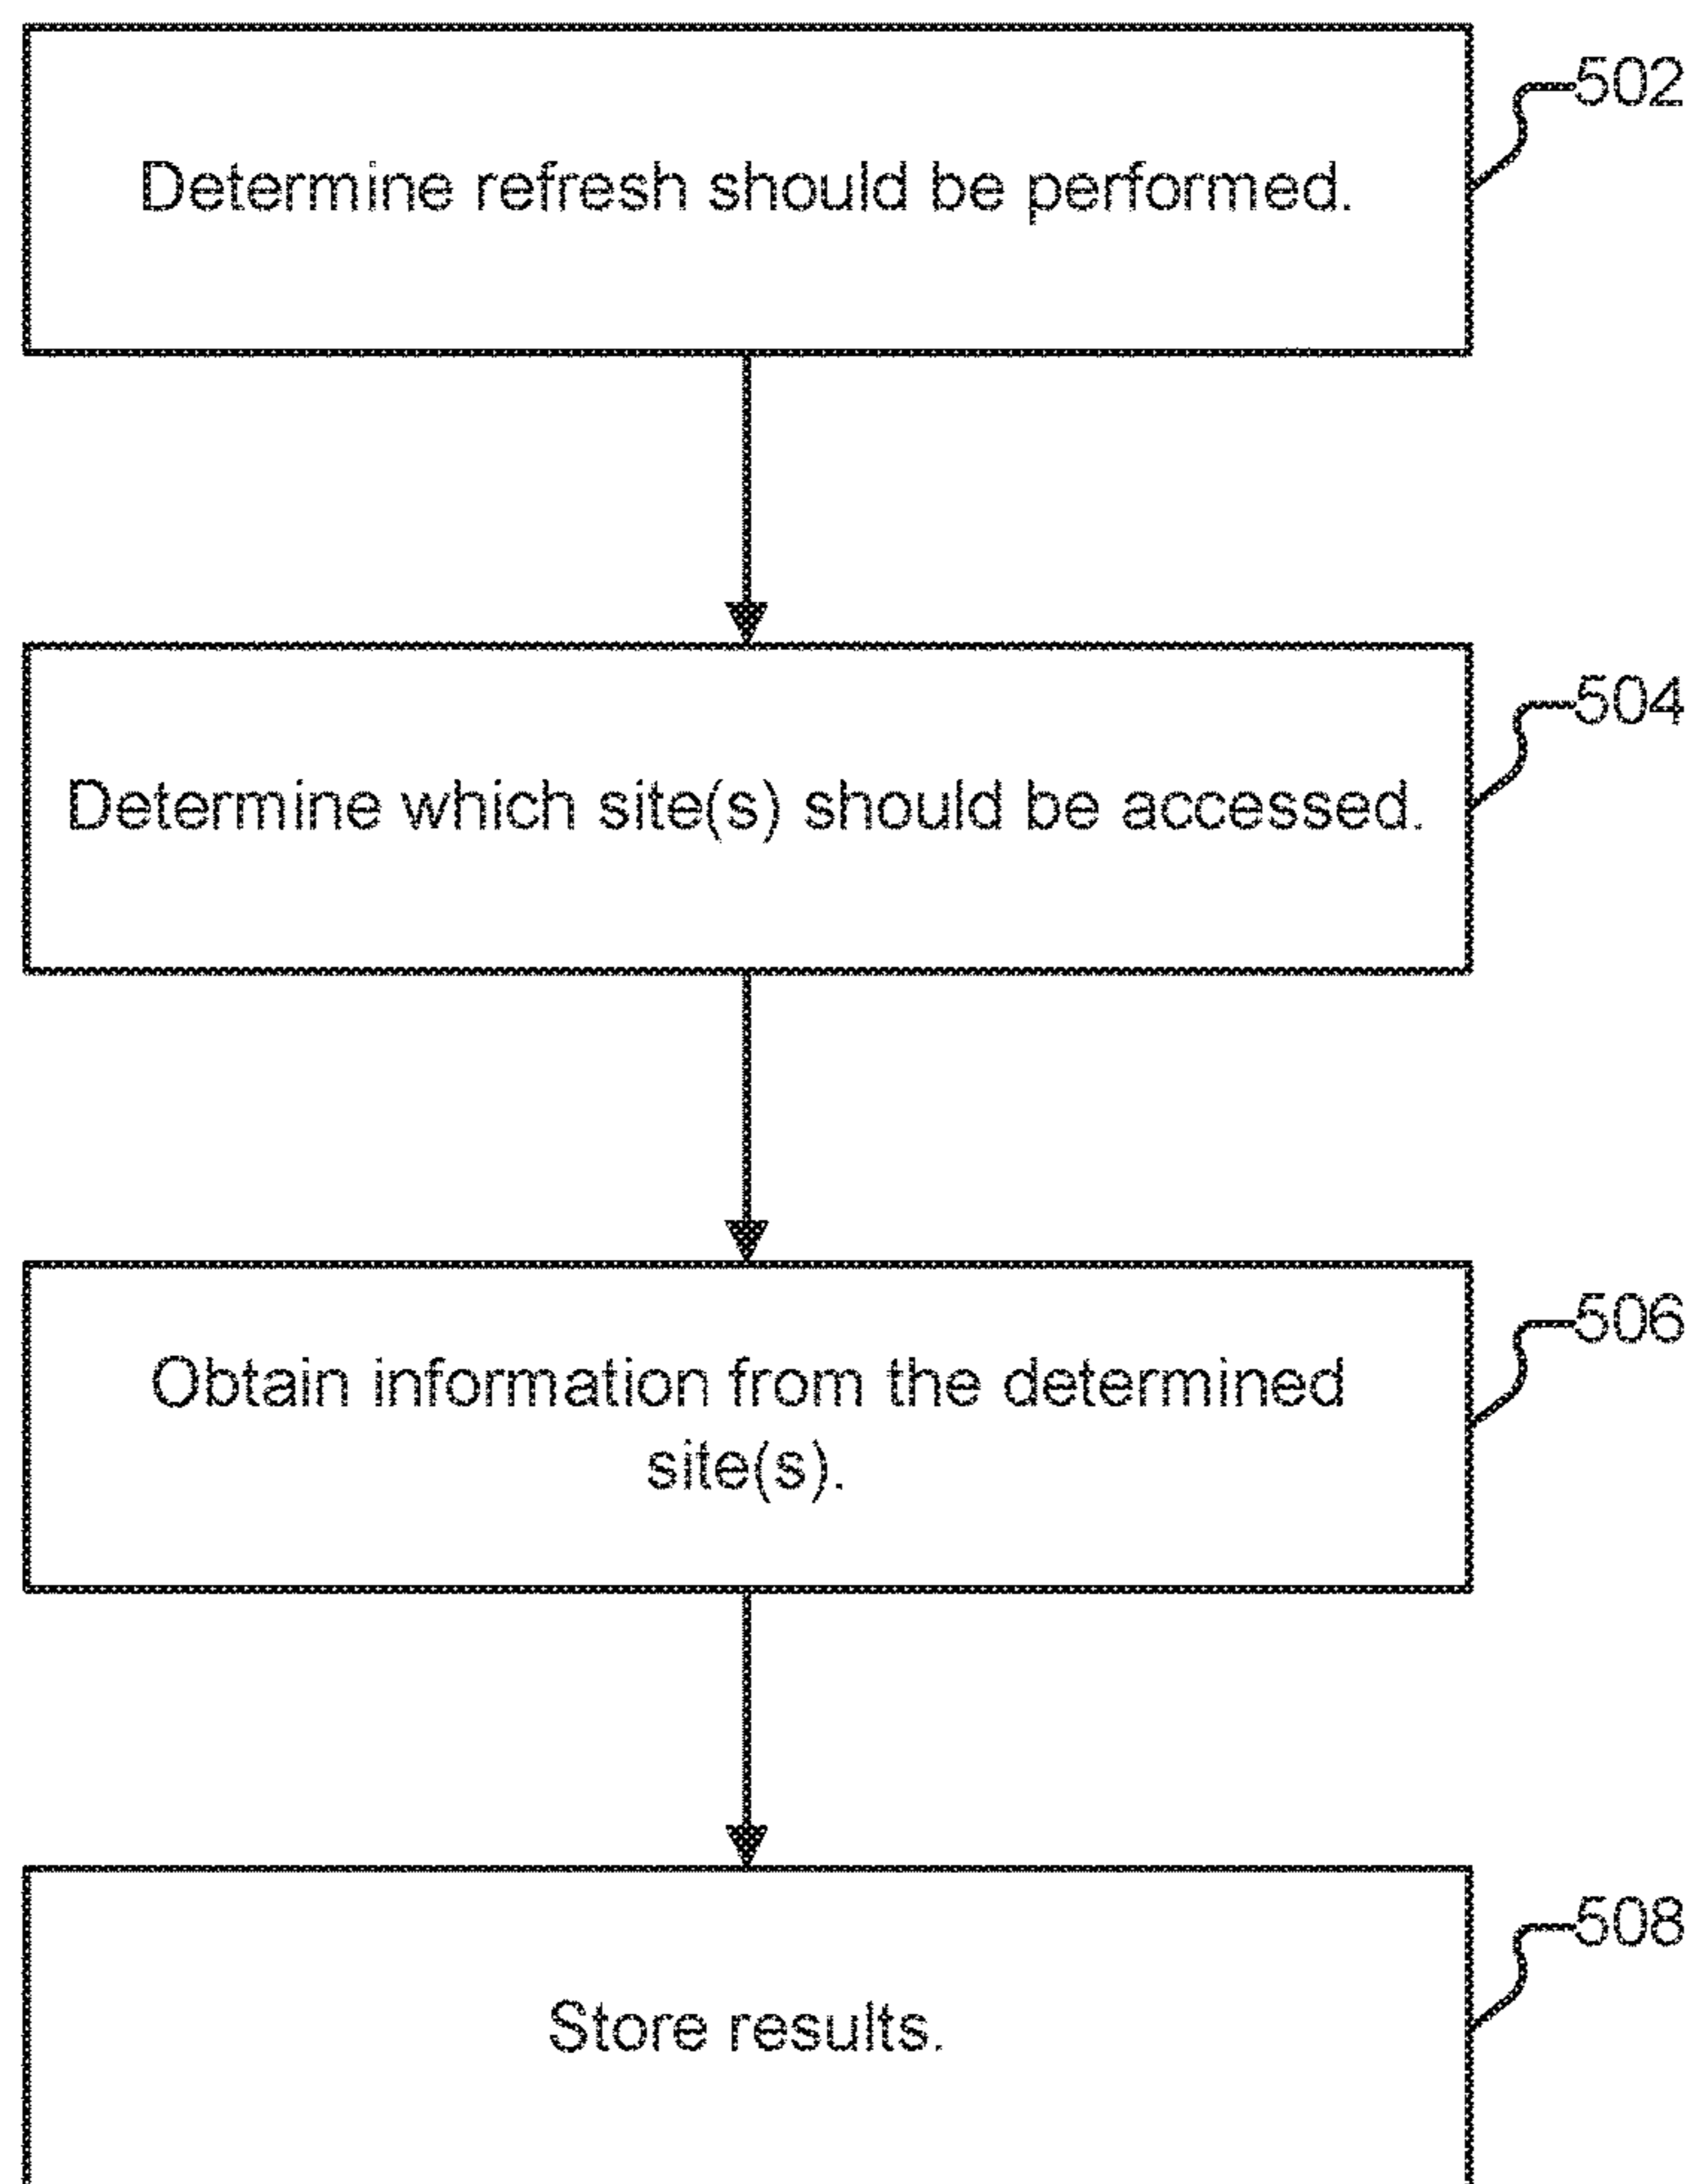 502
Determine refresh should be performed.
504
Determine which site(s) should be accessed.
506
Obtain information from the determined
site(s).
508
Store results.